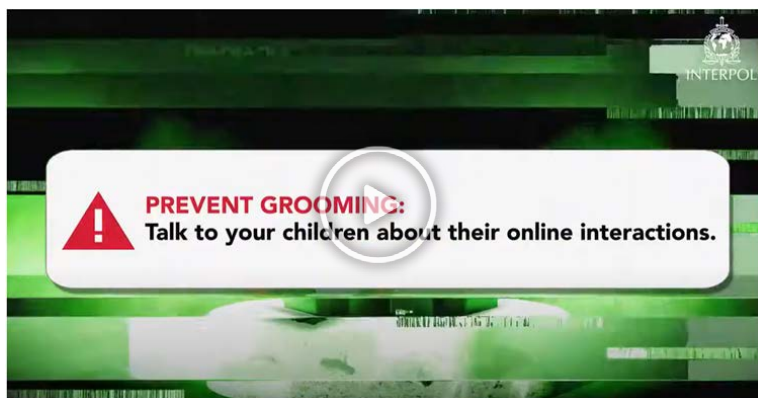 INTERPOL
PREVENT GROOMING:
Talk to your children about their online interactions.